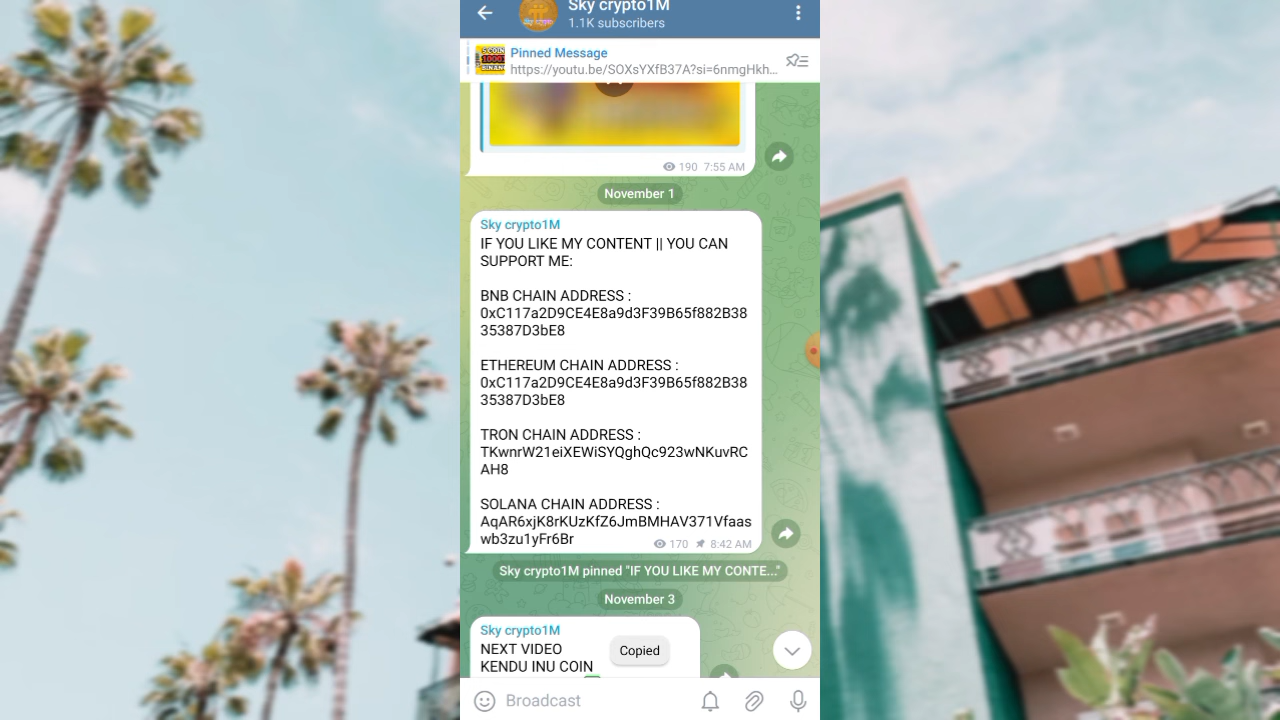 Sky crypto1M
1.1K subscribers
Pinned Message
https://youtu.be/SOXsYXfB37A?si=6nmgHkh...
190 7:55 AM
November 1
Sky crypto1M
IF YOU LIKE MY CONTENT || YOU CAN
SUPPORT ME:
BNB CHAIN ADDRESS :
0xC117a2D9CE4E8a9d3F39B65f882B38
35387D3bE8
ETHEREUM CHAIN ADDRESS :
0xC117a2D9CE4E8a9d3F39B65f882B38
35387D3bE8
TRON CHAIN ADDRESS :
TKwnrW21eiXEWiSYQghQc923wNKuvRC
AH8
SOLANA CHAIN ADDRESS :
AqAR6xjK8rKUzKfZ6JmBMHAV371Vfaas
wb3zu1yFr6Br
170 8:42 AM
Sky crypto1M pinned "IF YOU LIKE MY CONTE..."
November 3
Sky crypto1M
NEXT VIDEO
KENDU INU COIN
Copied
Broadcast